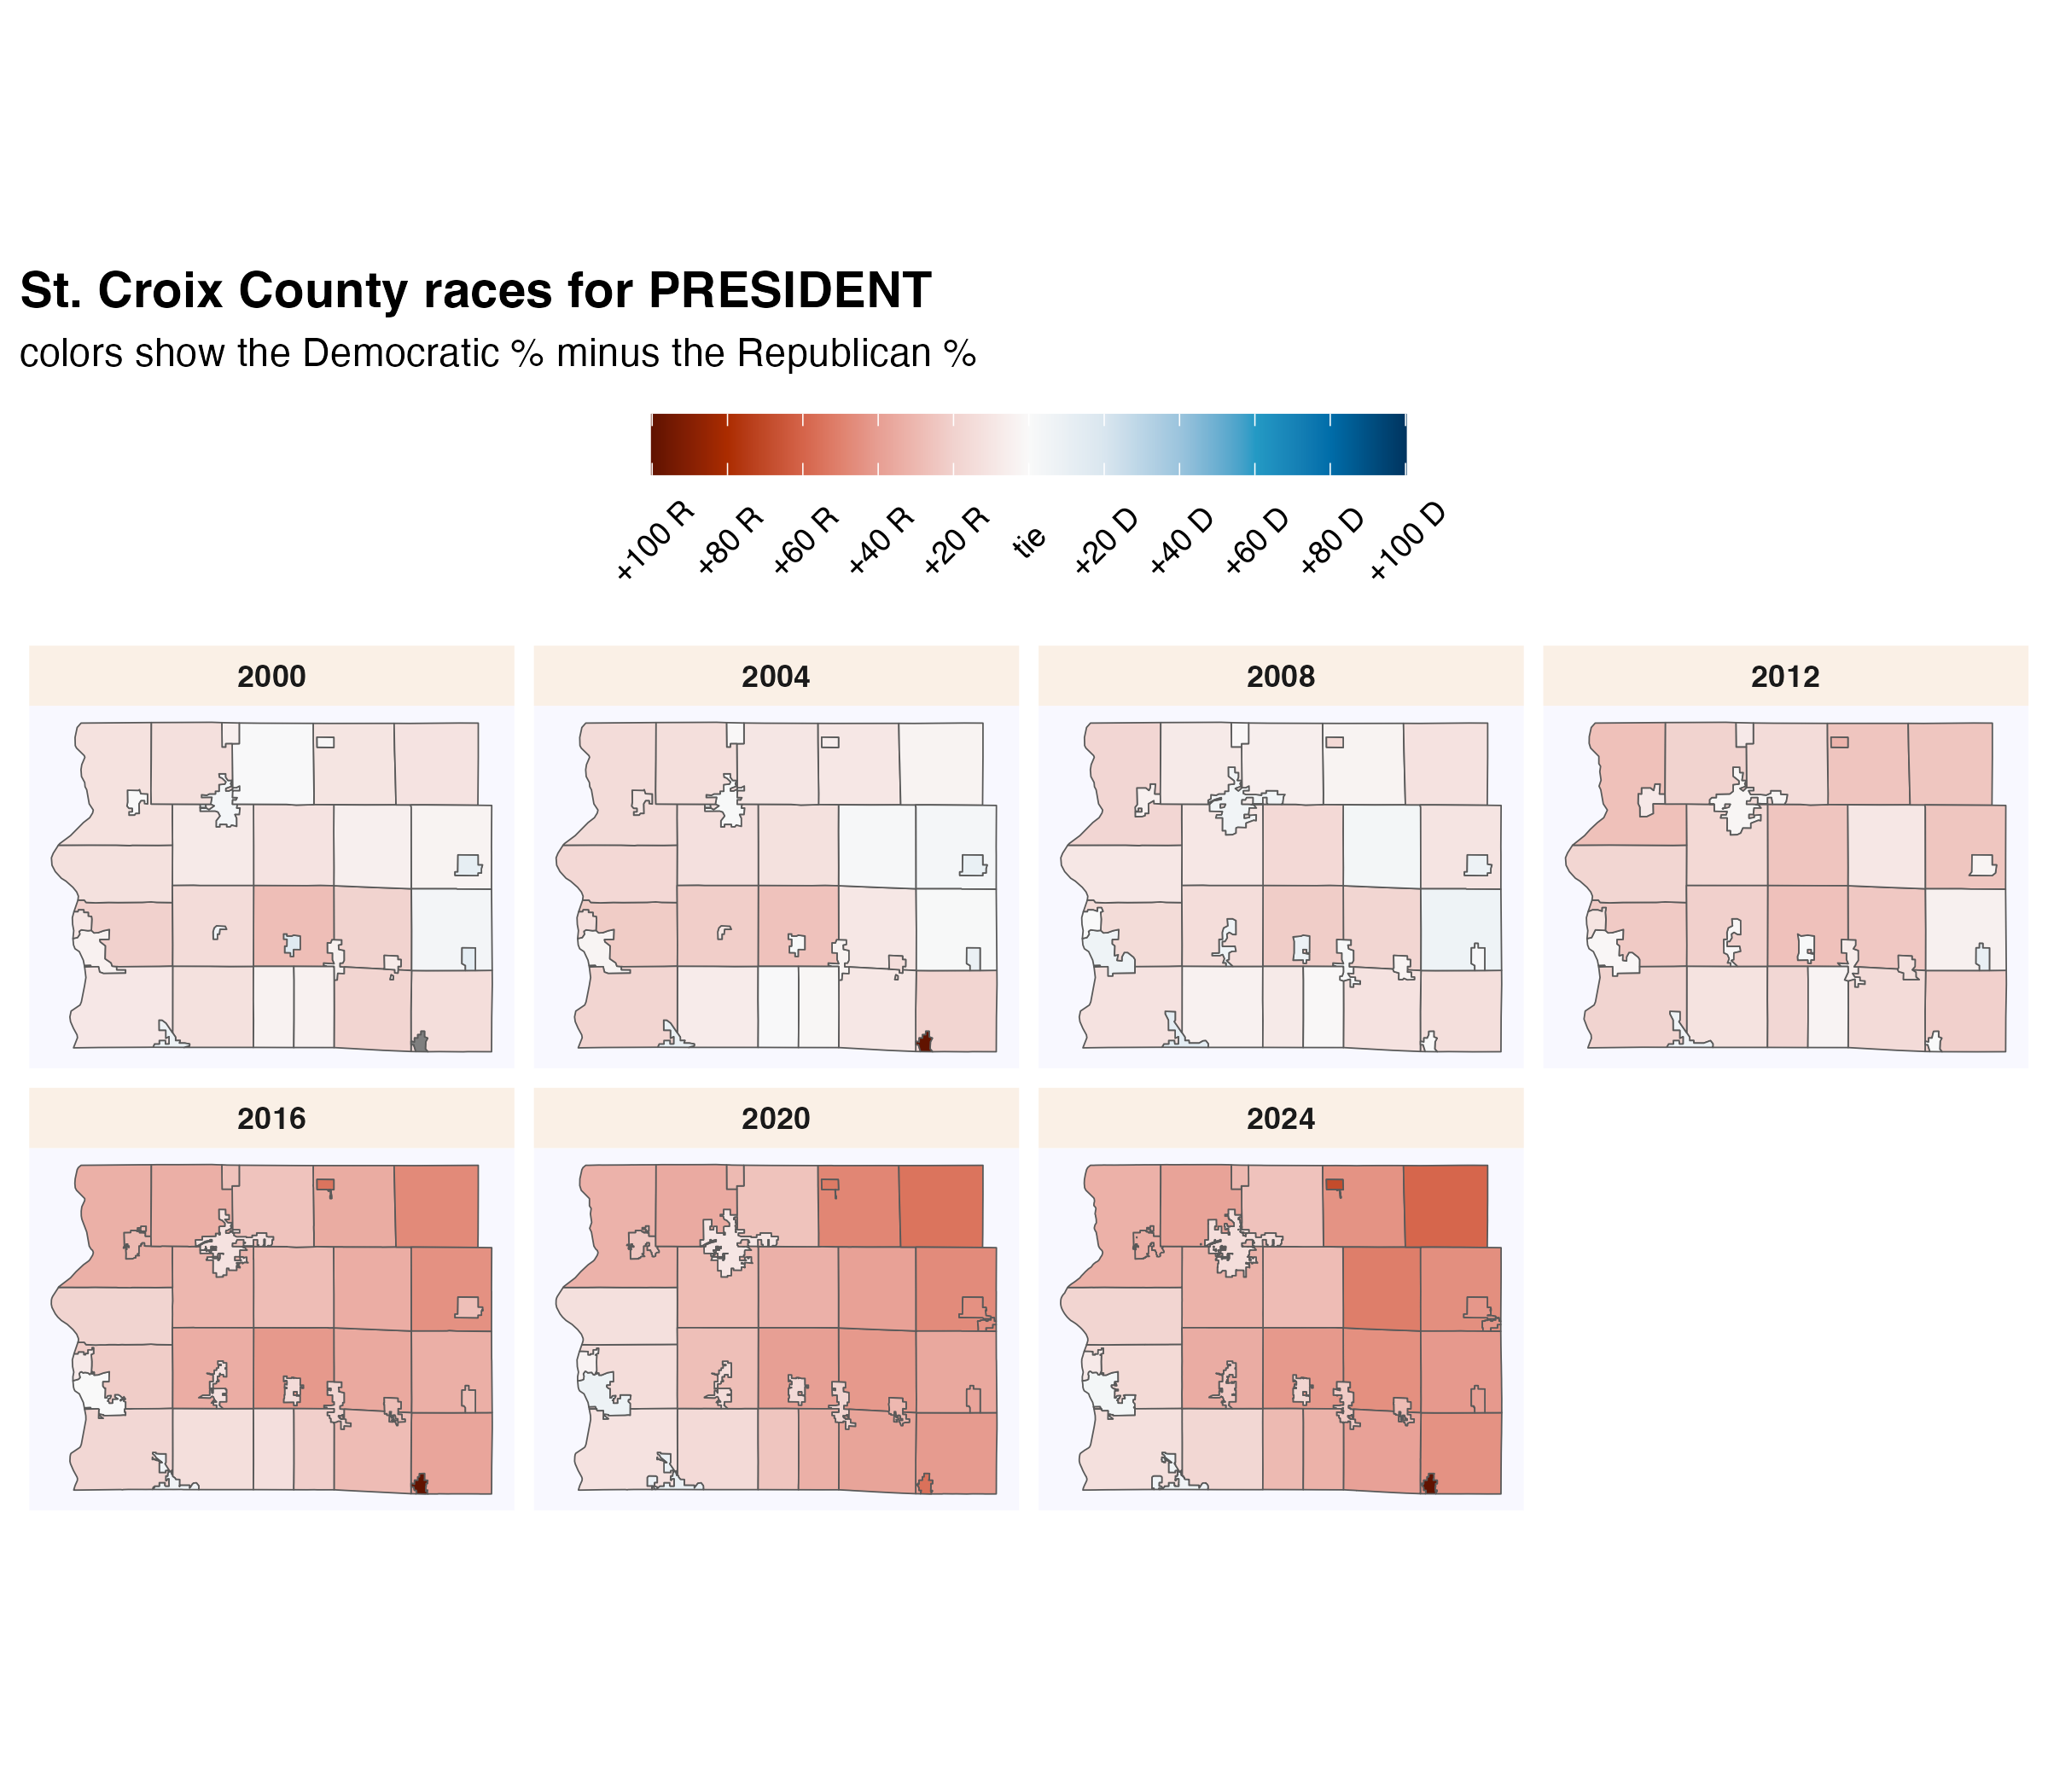 St. Croix County races for PRESIDENT
colors show the Democratic % minus the Republican %
+100 R +80 R +60 R +40 R +20 R tie +20 D +40 D +60 D +80 D +100 D
2000 2004 2008 2012
2016 2020 2024